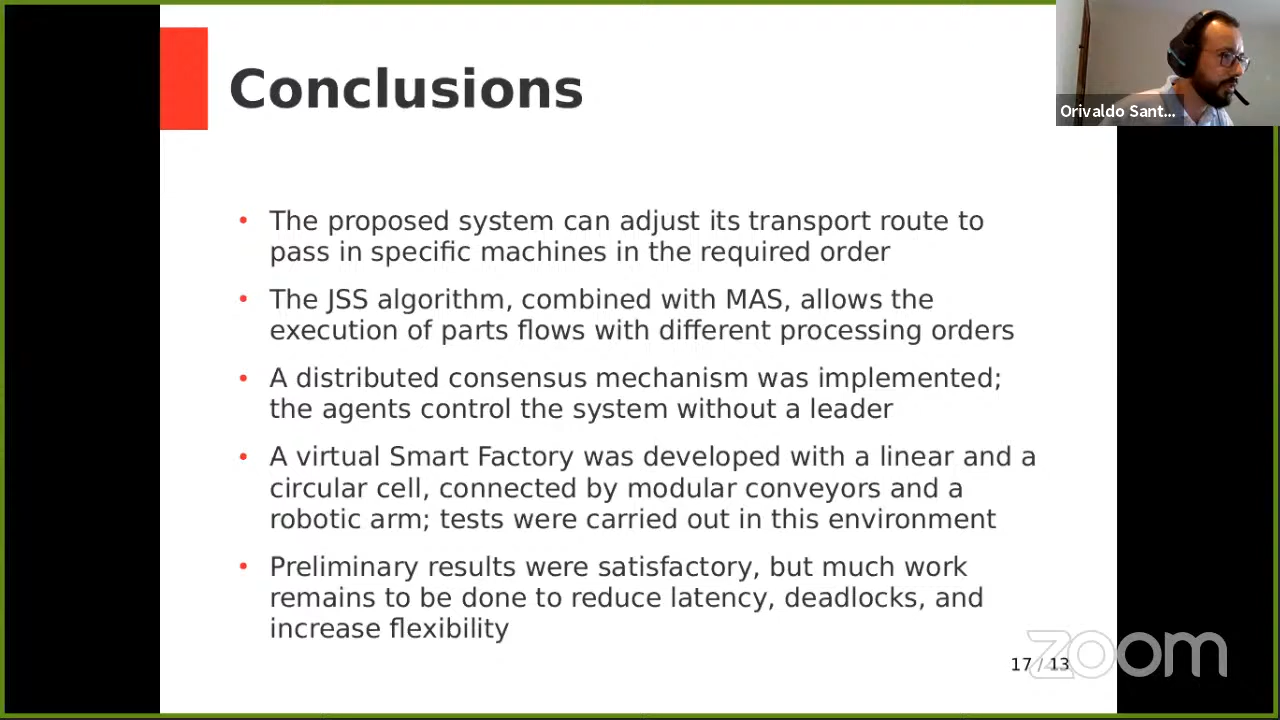 Conclusions
Orivaldo Sant...
• The proposed system can adjust its transport route to
pass in specific machines in the required order
• The JSS algorithm, combined with MAS, allows the
execution of parts flows with different processing orders
• A distributed consensus mechanism was implemented;
the agents control the system without a leader
• A virtual Smart Factory was developed with a linear and a
circular cell, connected by modular conveyors and a
robotic arm; tests were carried out in this environment
• Preliminary results were satisfactory, but much work
remains to be done to reduce latency, deadlocks, and
increase flexibility
17 / 13
zoom